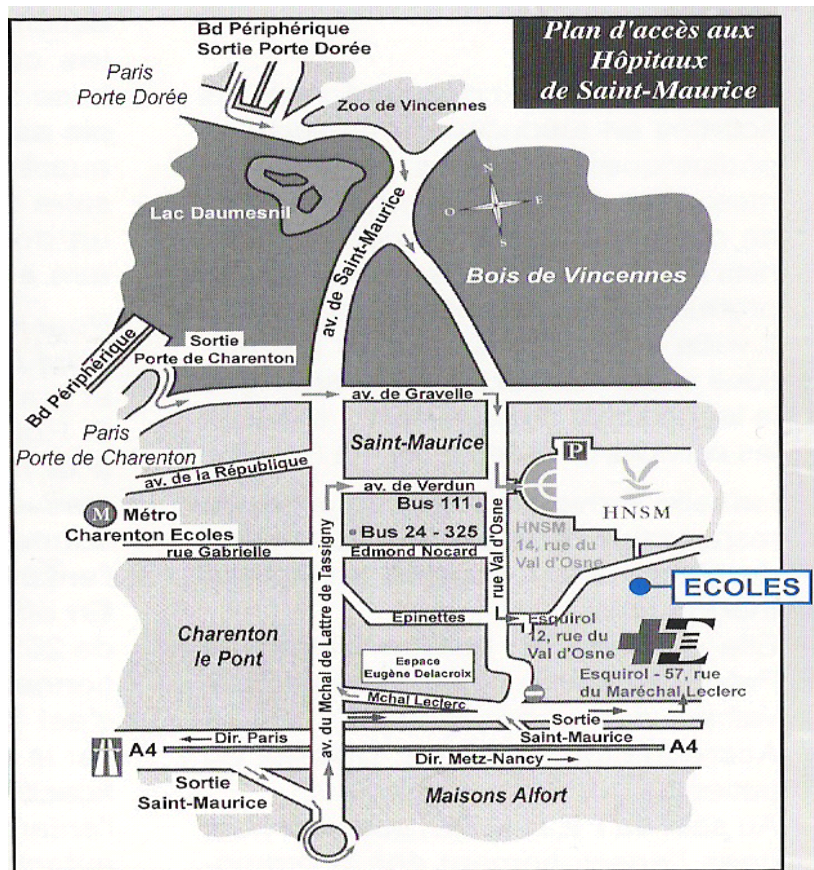 Bd Périphérique
Sortie Porte Dorée
Plan d'accès aux
Hôpitaux
de Saint-Maurice
Paris
Porte Dorée
Zoo de Vincennes
N
O
E
S
Lac Daumesnil
av. de Saint-Maurice
Bois de Vincennes
Bd Périphérique
Sortie
Porte de Charenton
av. de Gravelle
Paris
Porte de Charenton
Saint-Maurice
P
av. de la République
av. de Verdun
HNSM
M
Métro
Charenton Ecoles
Bus 111
Bus 24 - 325
rue Val d'Osne
HNSM
14, rue du
Val d'Osne
rue Gabrielle
Edmond Nocard
av. du Mchal de Lattre de Tassigny
ECOLES
Epinettes
Esquirol
12, rue du
Val d'Osne
E
Charenton
le Pont
Espace
Eugène Delacroix
Esquirol - 57, rue
du Maréchal Leclerc
Mchal Leclerc
Sortie
Saint-Maurice
A4
Dir. Paris
A4
Dir. Metz-Nancy
Sortie
Saint-Maurice
Maisons Alfort